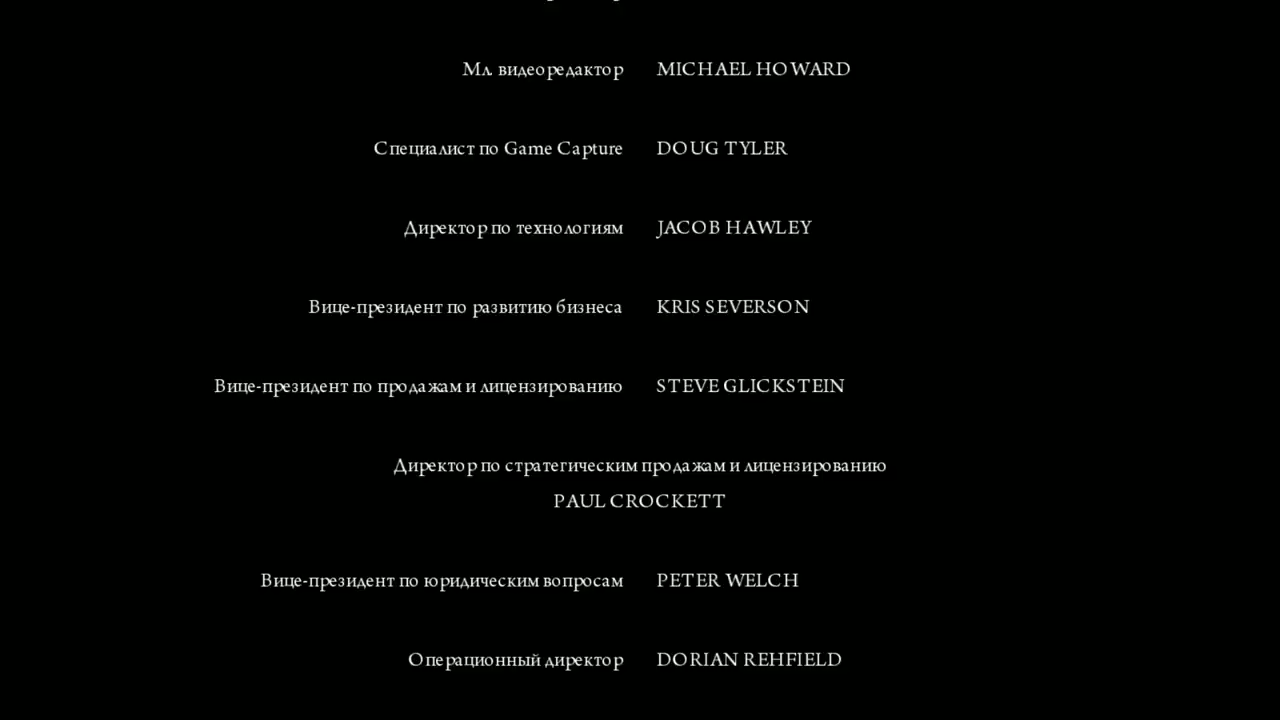 Мл. видеоредактор MICHAEL HOWARD
Специалист по Game Capture DOUG TYLER
Директор по технологиям JACOB HAWLEY
Вице-президент по развитию бизнеса KRIS SEVERSON
Вице-президент по продажам и лицензированию STEVE GLICKSTEIN
Директор по стратегическим продажам и лицензированию
PAUL CROCKETT
Вице-президент по юридическим вопросам PETER WELCH
Операционный директор DORIAN REHFIELD